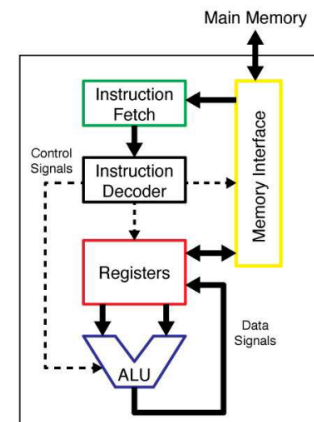 Main Memory
Instruction
Fetch
Control
Signals
Instruction
Decoder
Memory Interface
Registers
Data
Signals
ALU